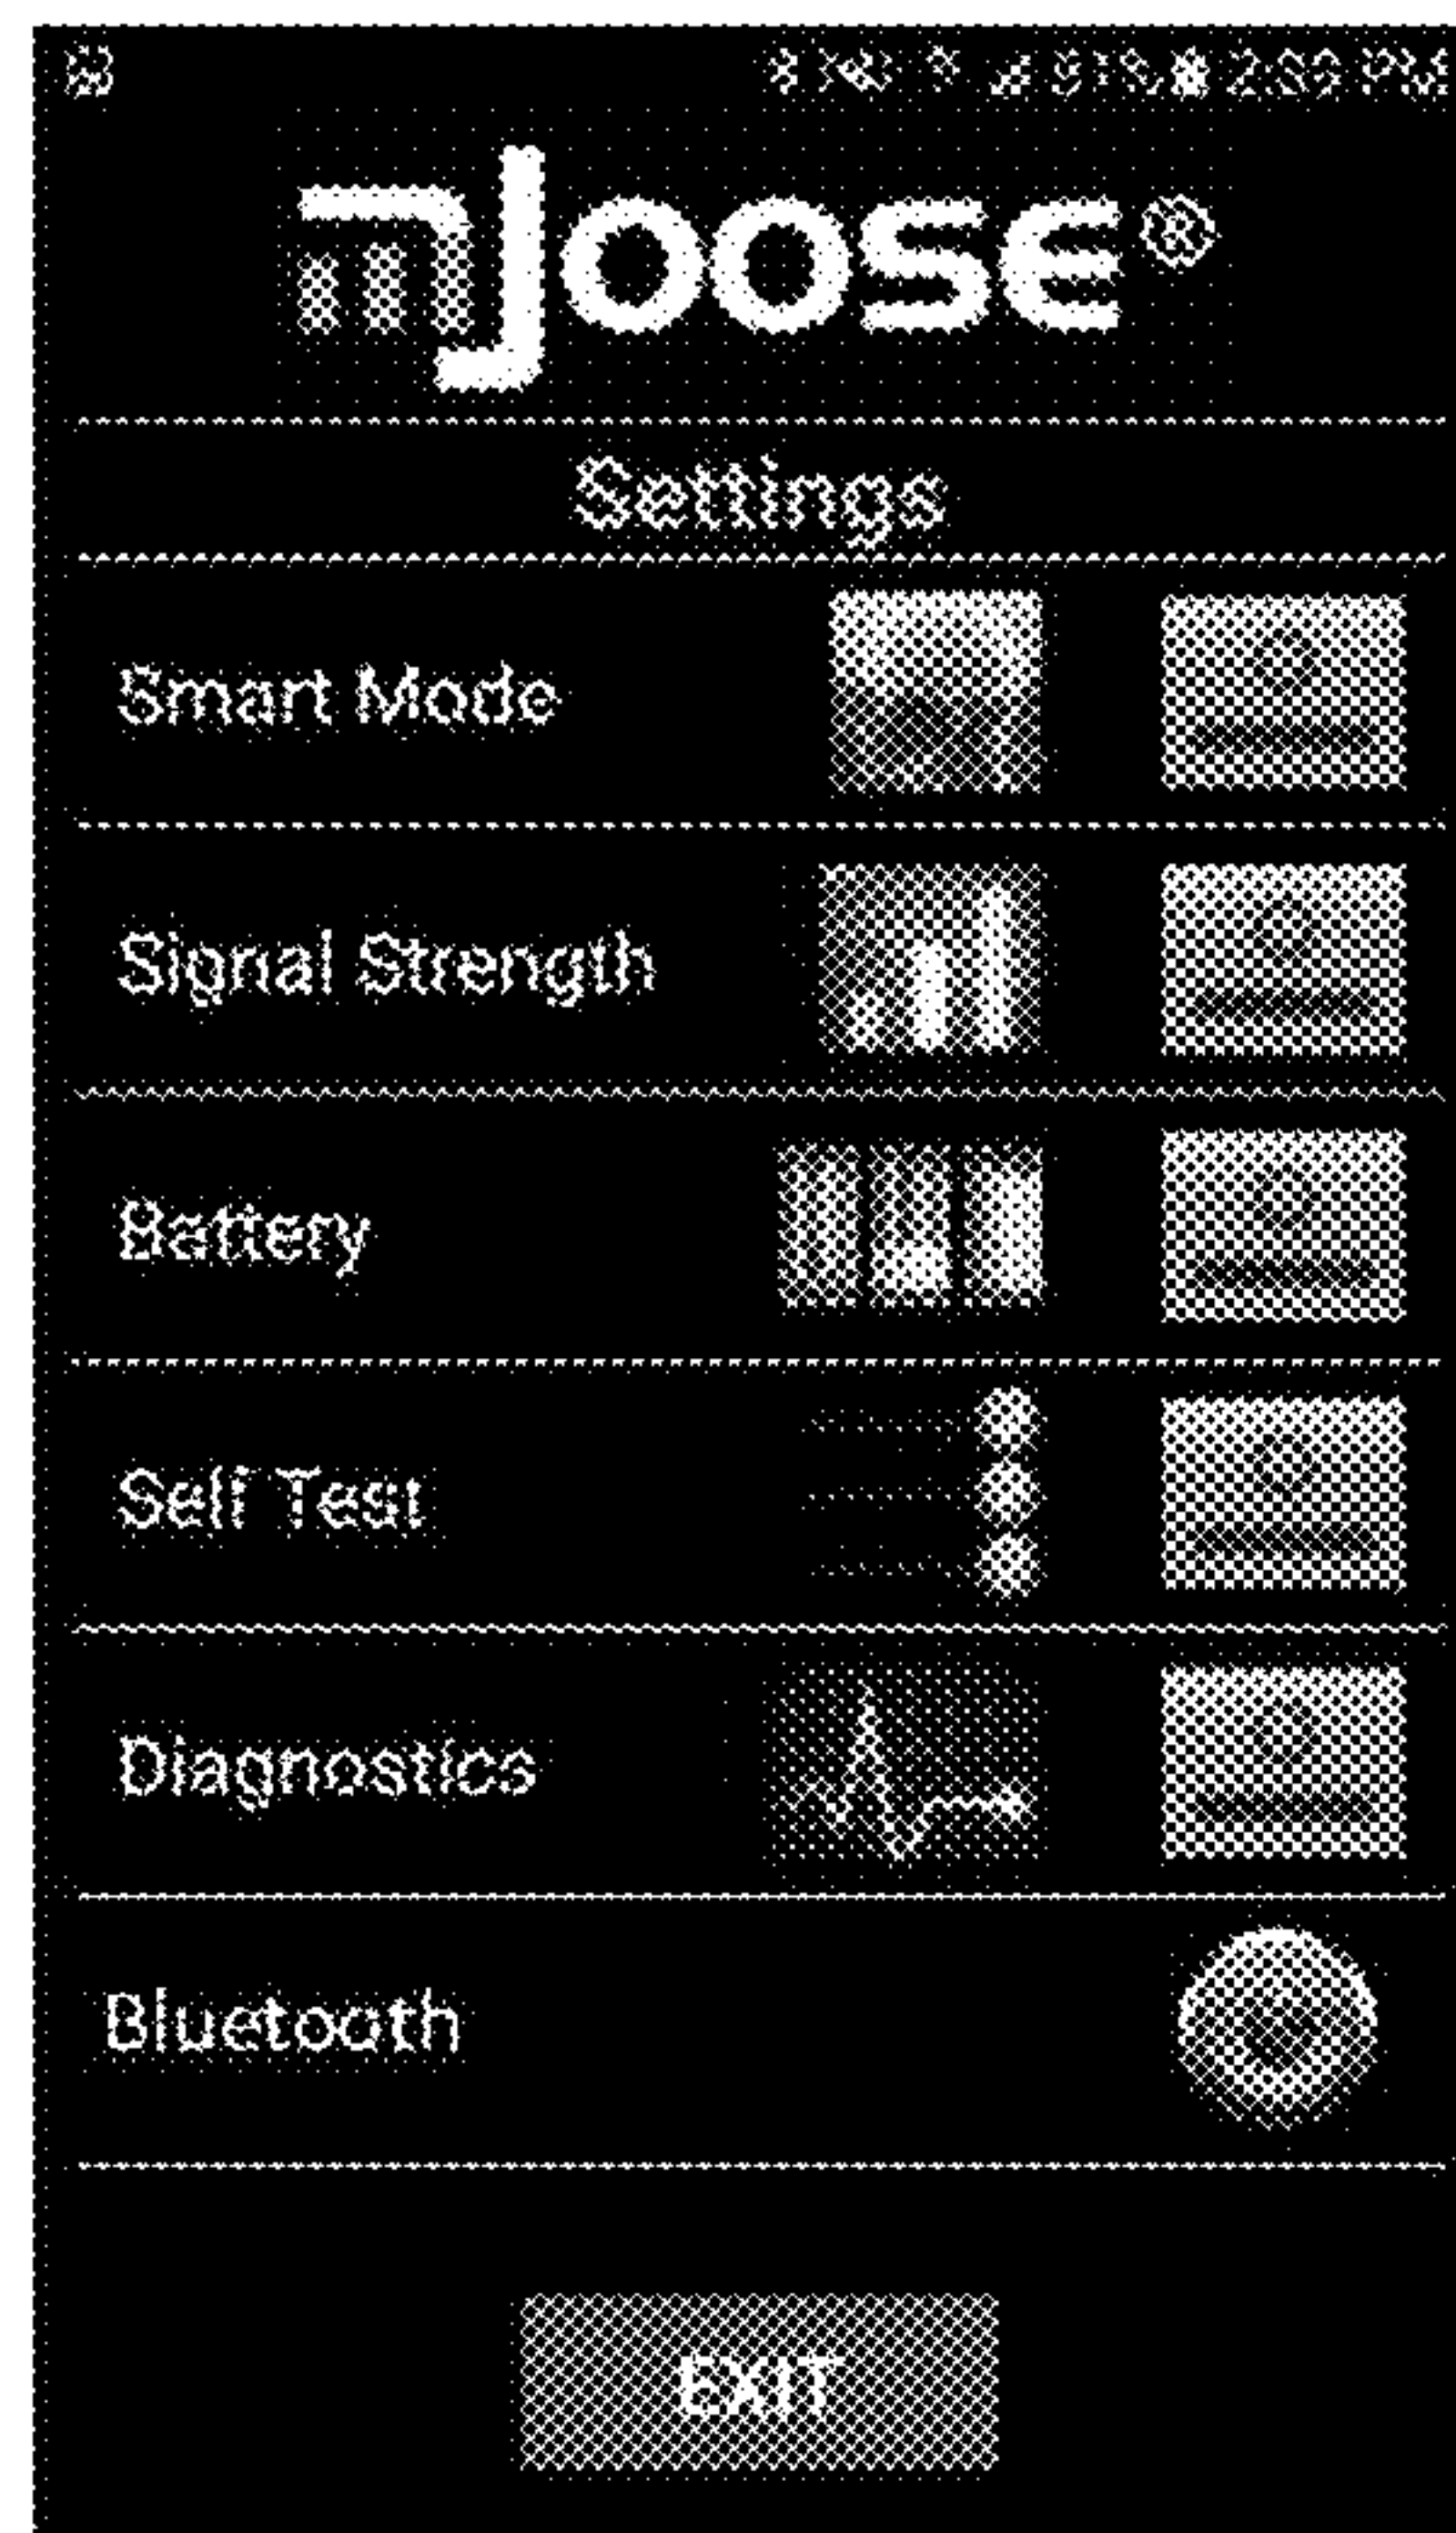 mJoose®
Settings
Smart Mode
Signal Strength
Battery
Self Test
Diagnostics
Bluetooth
EXIT